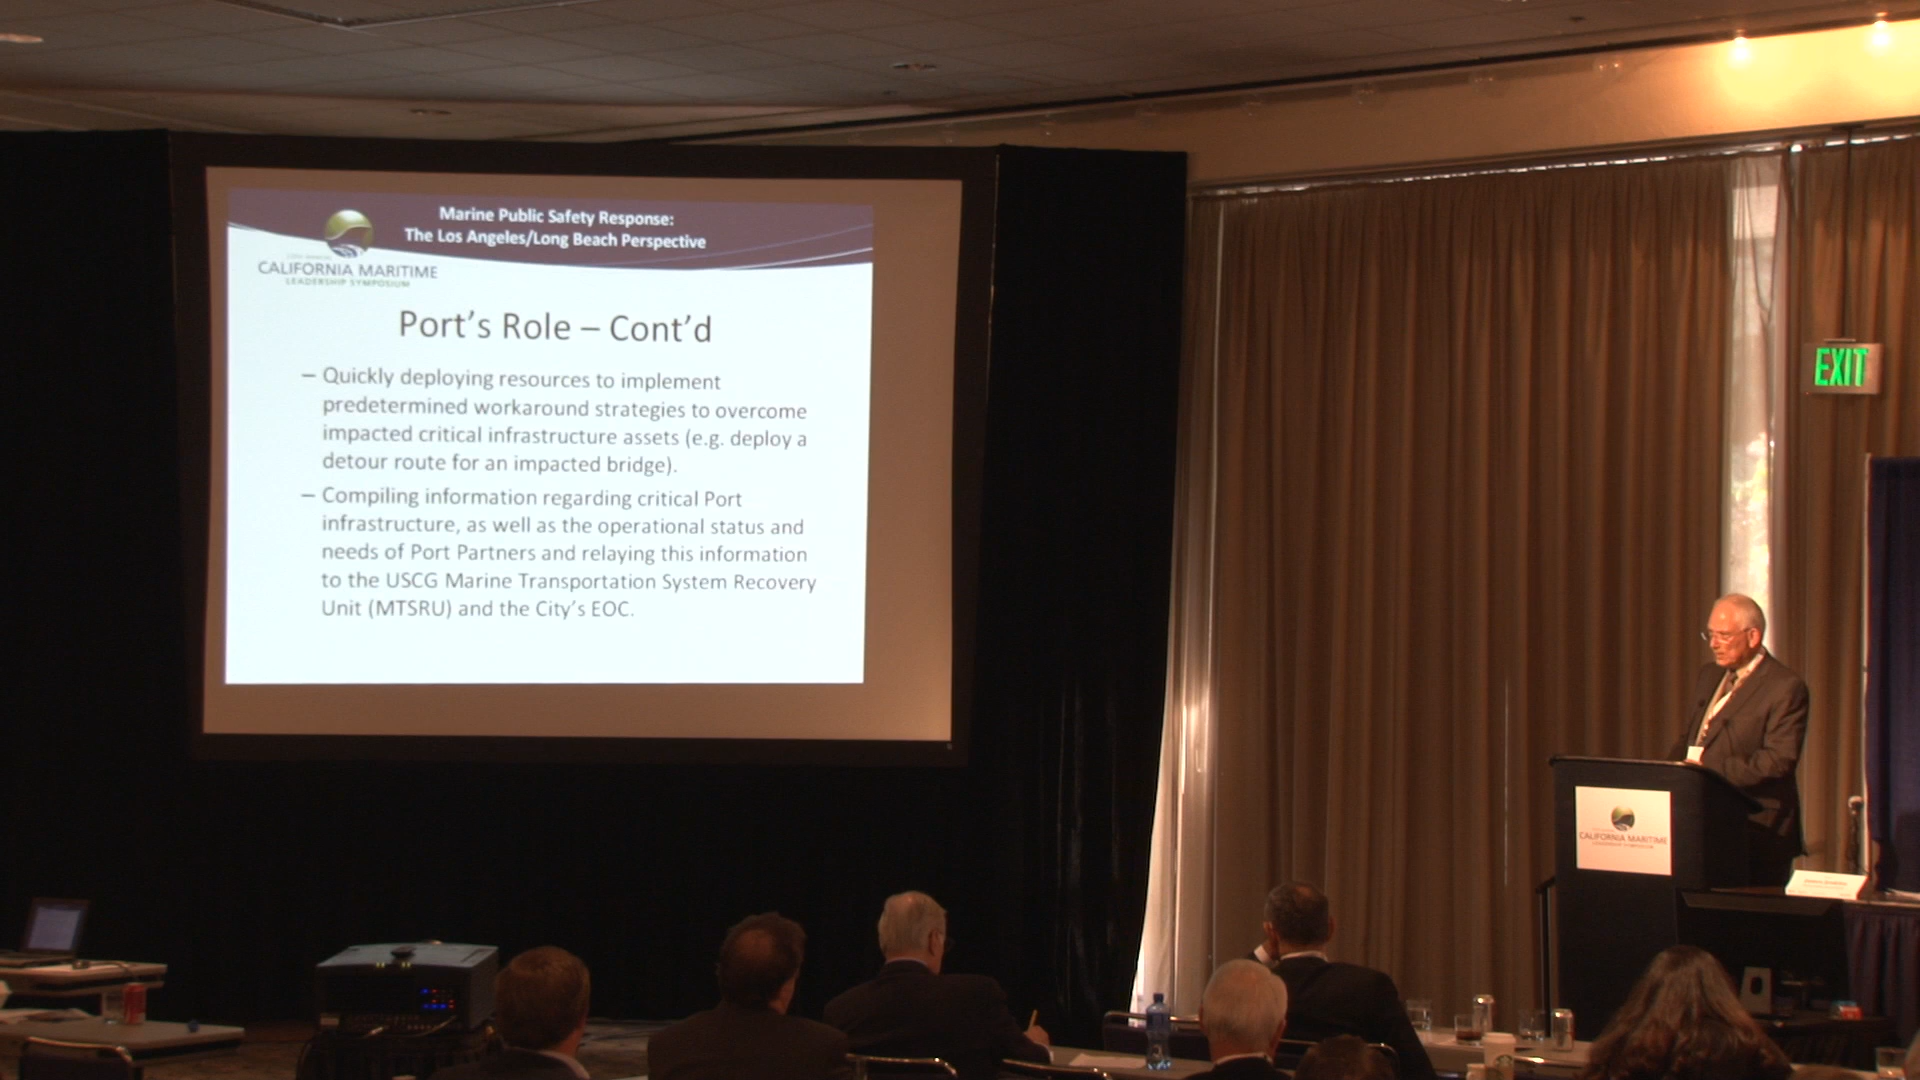 Marine Public Safety Response:
The Los Angeles/Long Beach Perspective
CALIFORNIA MARITIME
LEADERSHIP SYMPOSIUM
Port's Role – Cont'd
– Quickly deploying resources to implement
predetermined workaround strategies to overcome
impacted critical infrastructure assets (e.g. deploy a
detour route for an impacted bridge).
– Compiling information regarding critical Port
infrastructure, as well as the operational status and
needs of Port Partners and relaying this information
to the USCG Marine Transportation System Recovery
Unit (MTSRU) and the City's EOC.
EXIT
CALIFORNIA MARITIME
LEADERSHIP SYMPOSIUM